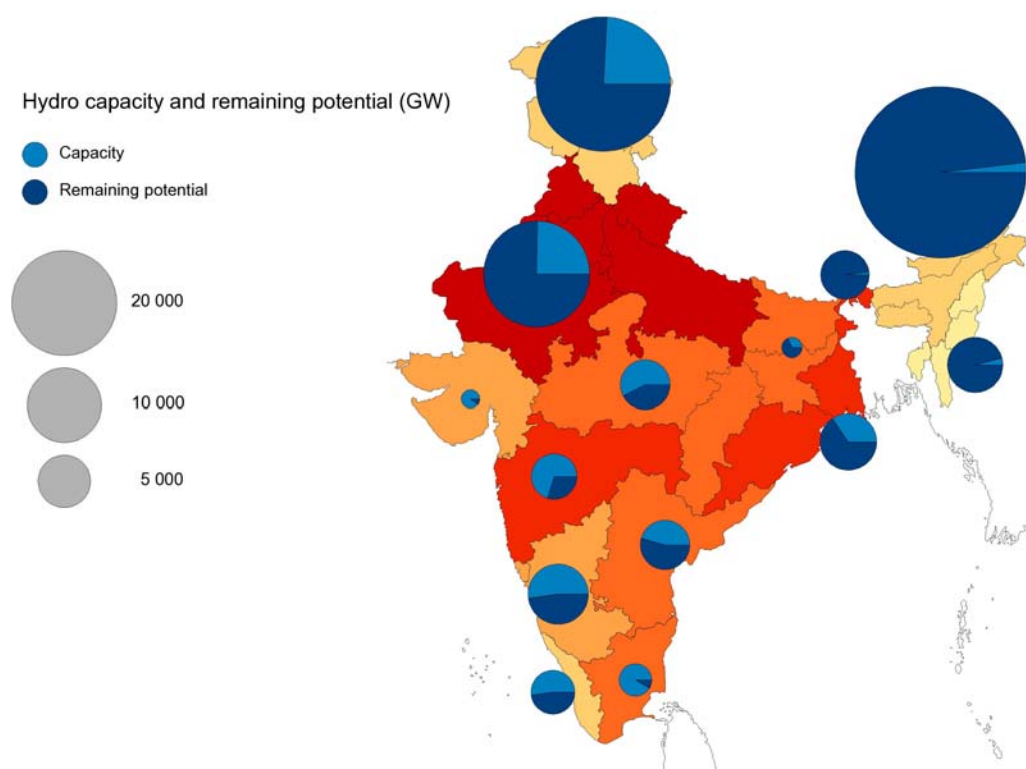 Hydro capacity and remaining potential (GW)
Capacity
Remaining potential
20 000
10 000
5 000